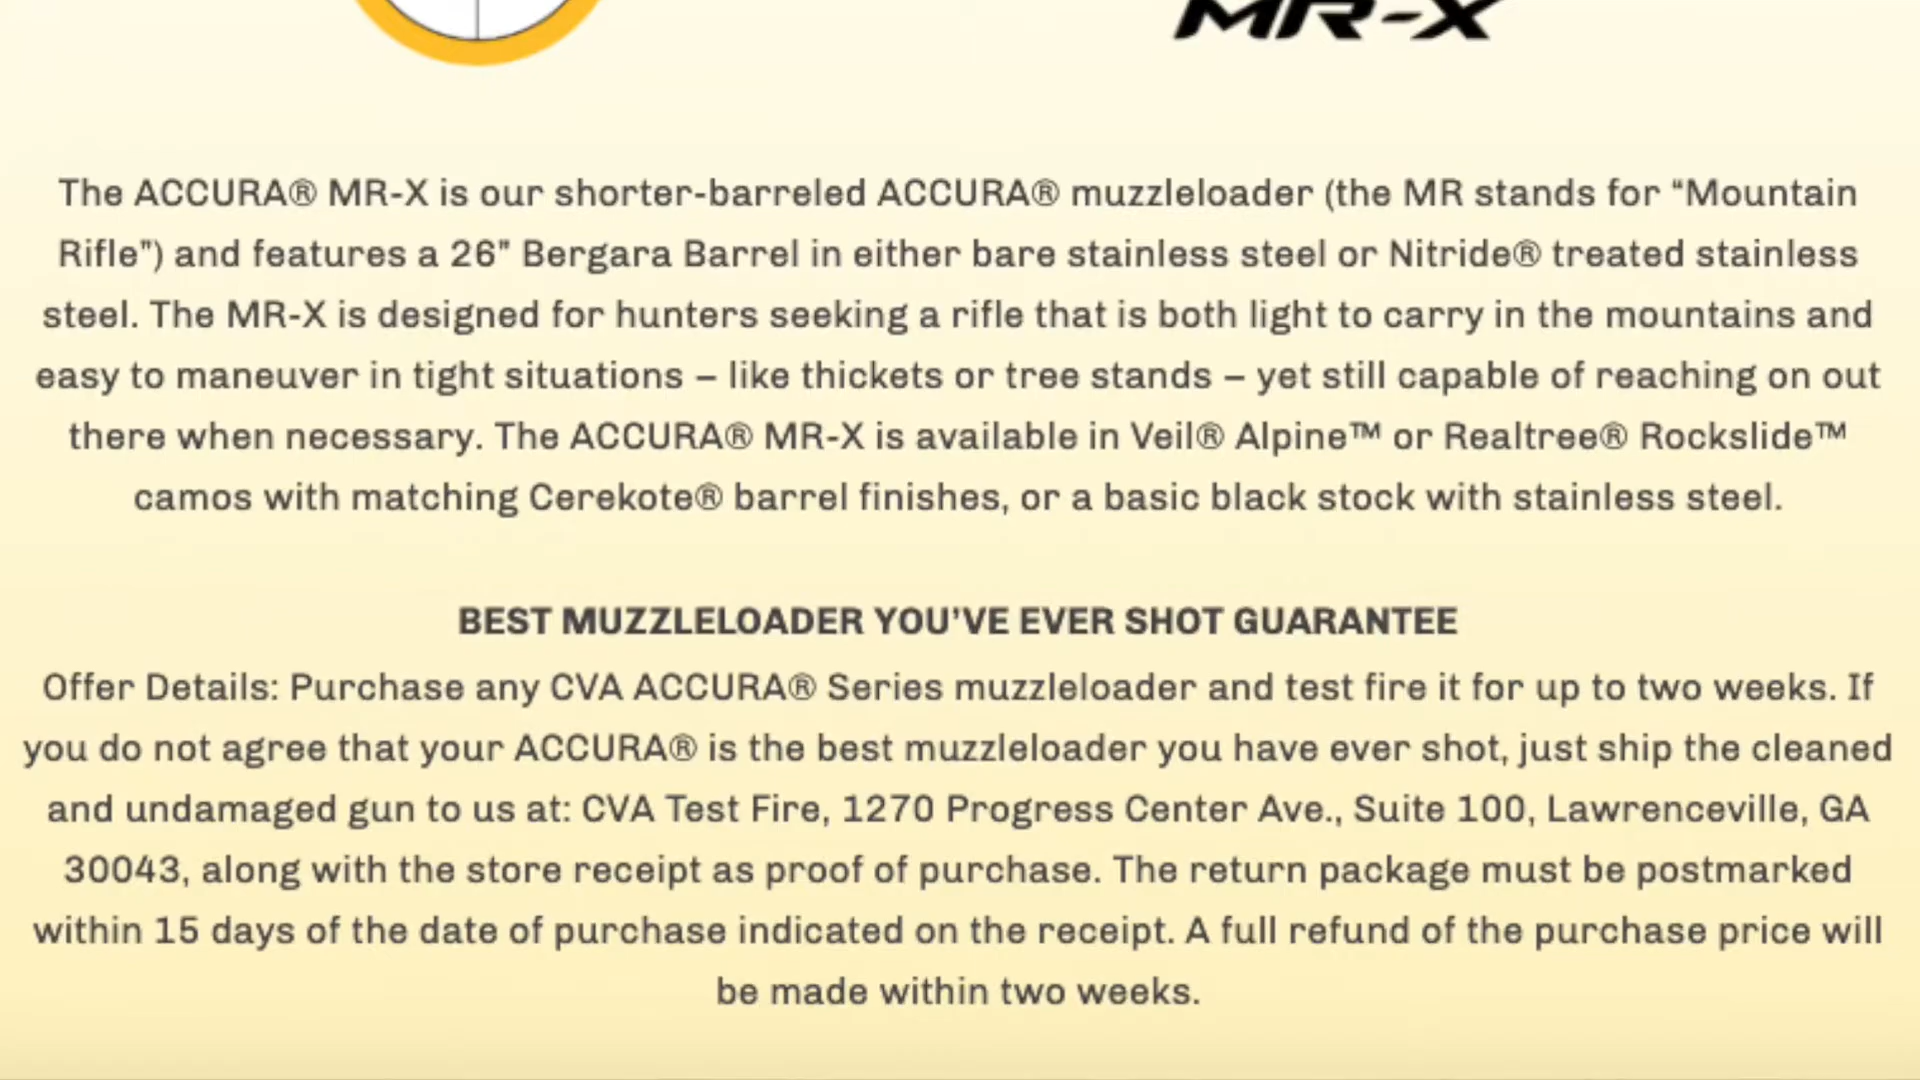 MR-X
The ACCURA® MR-X is our shorter-barreled ACCURA® muzzleloader (the MR stands for “Mountain
Rifle”) and features a 26” Bergara Barrel in either bare stainless steel or Nitride® treated stainless
steel. The MR-X is designed for hunters seeking a rifle that is both light to carry in the mountains and
easy to maneuver in tight situations – like thickets or tree stands – yet still capable of reaching on out
there when necessary. The ACCURA® MR-X is available in Veil® Alpine™ or Realtree® Rockslide™
camos with matching Cerekote® barrel finishes, or a basic black stock with stainless steel.
BEST MUZZLELOADER YOU’VE EVER SHOT GUARANTEE
Offer Details: Purchase any CVA ACCURA® Series muzzleloader and test fire it for up to two weeks. If
you do not agree that your ACCURA® is the best muzzleloader you have ever shot, just ship the cleaned
and undamaged gun to us at: CVA Test Fire, 1270 Progress Center Ave., Suite 100, Lawrenceville, GA
30043, along with the store receipt as proof of purchase. The return package must be postmarked
within 15 days of the date of purchase indicated on the receipt. A full refund of the purchase price will
be made within two weeks.